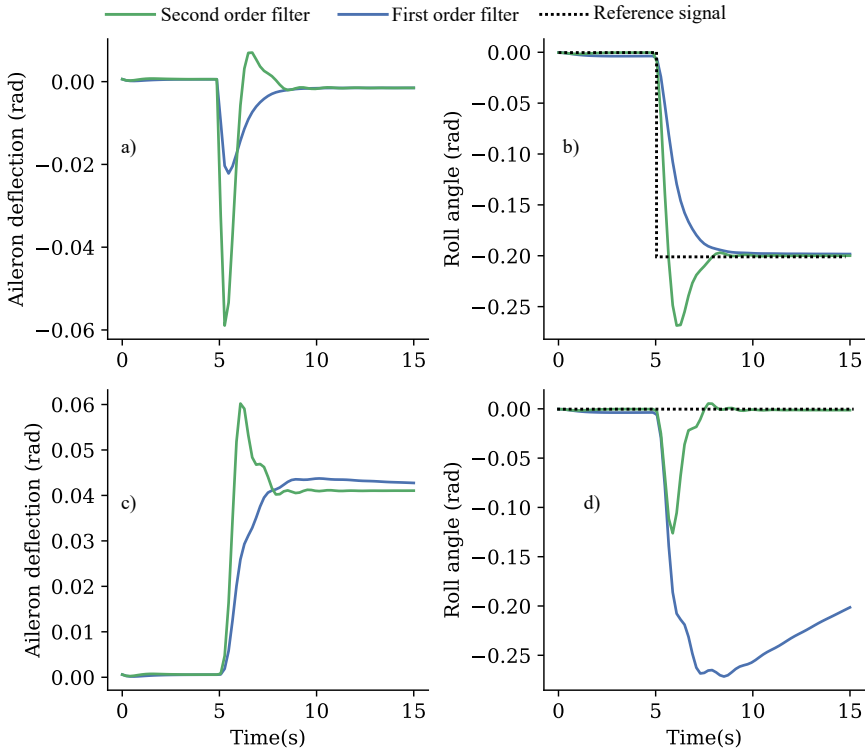 Second order filter First order filter Reference signal
Aileron deflection (rad)
0.00
−0.02
−0.04
−0.06
a)
0 5 10 15
Roll angle (rad)
0.00
−0.05
−0.10
−0.15
−0.20
−0.25
b)
0 5 10 15
Aileron deflection (rad)
0.06
0.05
0.04
0.03
0.02
0.01
0.00
c)
0 5 10 15
Time(s)
Roll angle (rad)
0.00
−0.05
−0.10
−0.15
−0.20
−0.25
d)
0 5 10 15
Time(s)